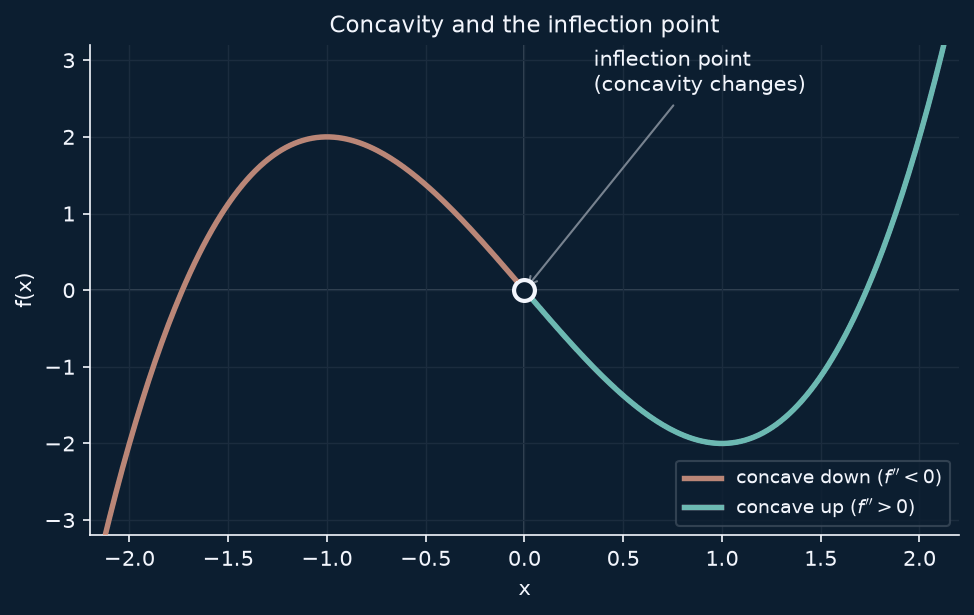 Concavity and the inflection point
inflection point
(concavity changes)
f(x)
3
2
1
0
−1
−2
−3
concave down (f′′ < 0)
concave up (f′′ > 0)
−2.0 −1.5 −1.0 −0.5 0.0 0.5 1.0 1.5 2.0
x